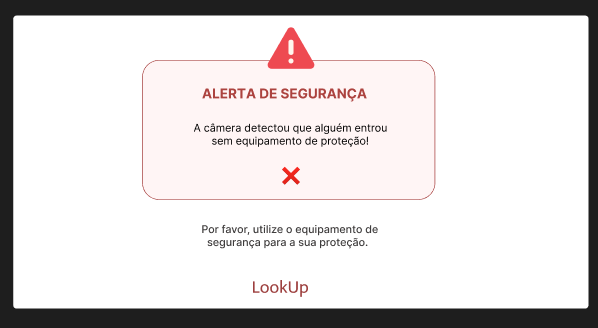 ALERTA DE SEGURANÇA
A câmera detectou que alguém entrou
sem equipamento de proteção!
Por favor, utilize o equipamento de
segurança para a sua proteção.
LookUp